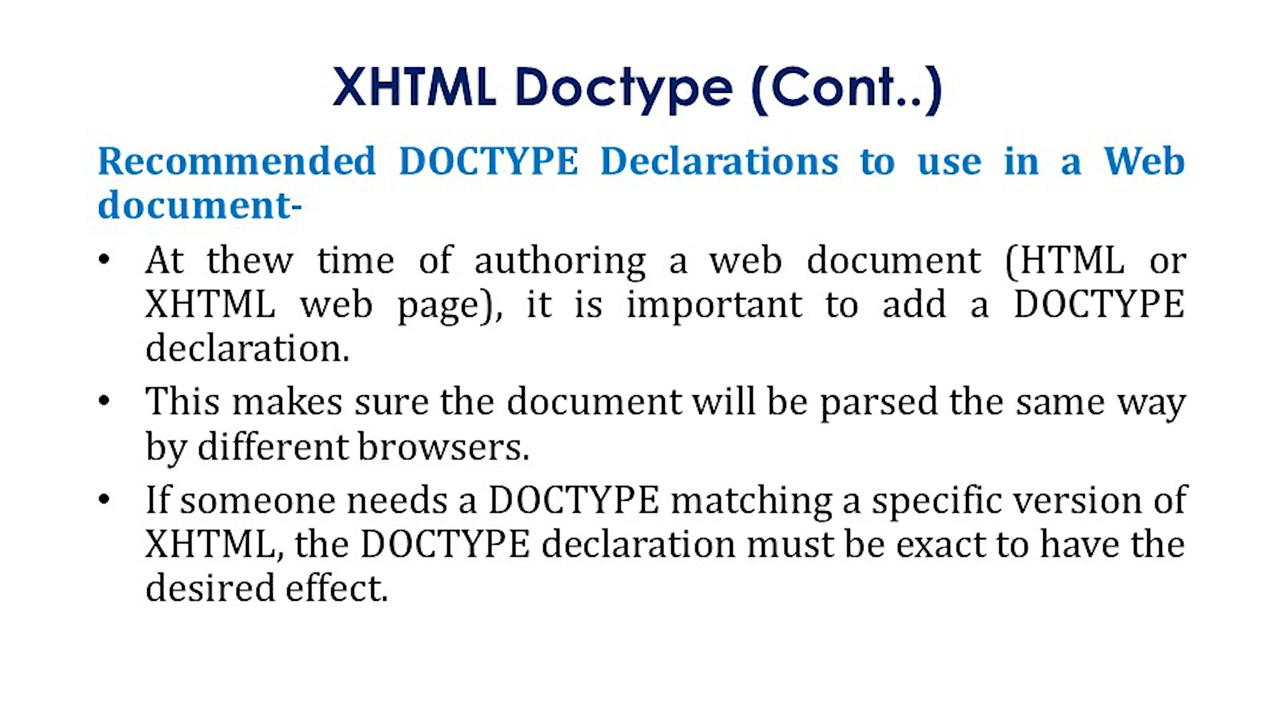 XHTML Doctype (Cont..)
Recommended DOCTYPE Declarations to use in a Web
document-
• At thew time of authoring a web document (HTML or
XHTML web page), it is important to add a DOCTYPE
declaration.
• This makes sure the document will be parsed the same way
by different browsers.
• If someone needs a DOCTYPE matching a specific version of
XHTML, the DOCTYPE declaration must be exact to have the
desired effect.